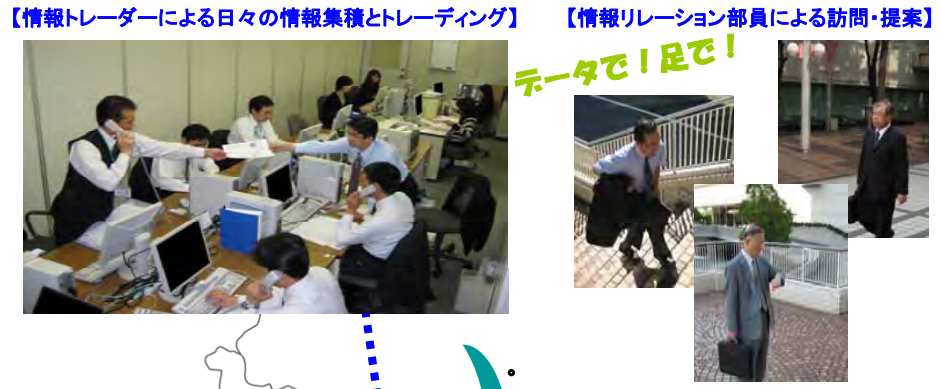 【情報トレーダーによる日々の情報集積とトレーディング】
【情報リレーション部員による訪問・提案】
データで!足で!
。